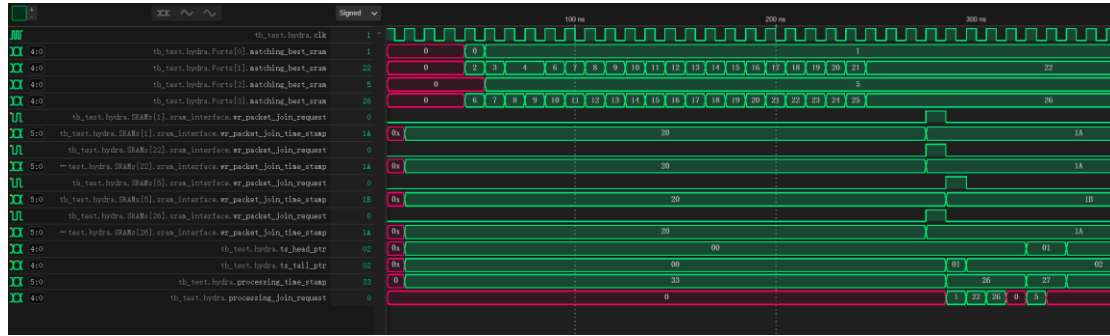 Signed
100 ns 200 ns 300 ns
tb_test.hydra.clk 1
4:0 tb_test.hydra.Ports[0].matching_best_sram 1 0 0 1
4:0 tb_test.hydra.Ports[1].matching_best_sram 22 0 2 3 4 6 7 8 9 10 11 12 13 14 15 16 17 18 19 20 21 22
4:0 tb_test.hydra.Ports[2].matching_best_sram 5 0 5
4:0 tb_test.hydra.Ports[3].matching_best_sram 26 0 6 7 8 9 10 11 12 13 14 15 16 17 18 19 20 21 22 23 24 25 26
tb_test.hydra.SRAMs[1].sram_interface.wr_packet_join_request 0
5:0 tb_test.hydra.SRAMs[1].sram_interface.wr_packet_join_time_stamp 1A 0x 20 1A
tb_test.hydra.SRAMs[22].sram_interface.wr_packet_join_request 0
5:0 ⋯test.hydra.SRAMs[22].sram_interface.wr_packet_join_time_stamp 1A 0x 20 1A
tb_test.hydra.SRAMs[5].sram_interface.wr_packet_join_request 0
5:0 tb_test.hydra.SRAMs[5].sram_interface.wr_packet_join_time_stamp 1B 0x 20 1B
tb_test.hydra.SRAMs[26].sram_interface.wr_packet_join_request 0
5:0 ⋯test.hydra.SRAMs[26].sram_interface.wr_packet_join_time_stamp 1A 0x 20 1A
4:0 tb_test.hydra.ts_head_ptr 02 0x 00 01
4:0 tb_test.hydra.ts_tail_ptr 02 0x 00 01 02
5:0 tb_test.hydra.processing_time_stamp 33 0 33 26 27
4:0 tb_test.hydra.processing_join_request 0 0 1 22 26 0 5